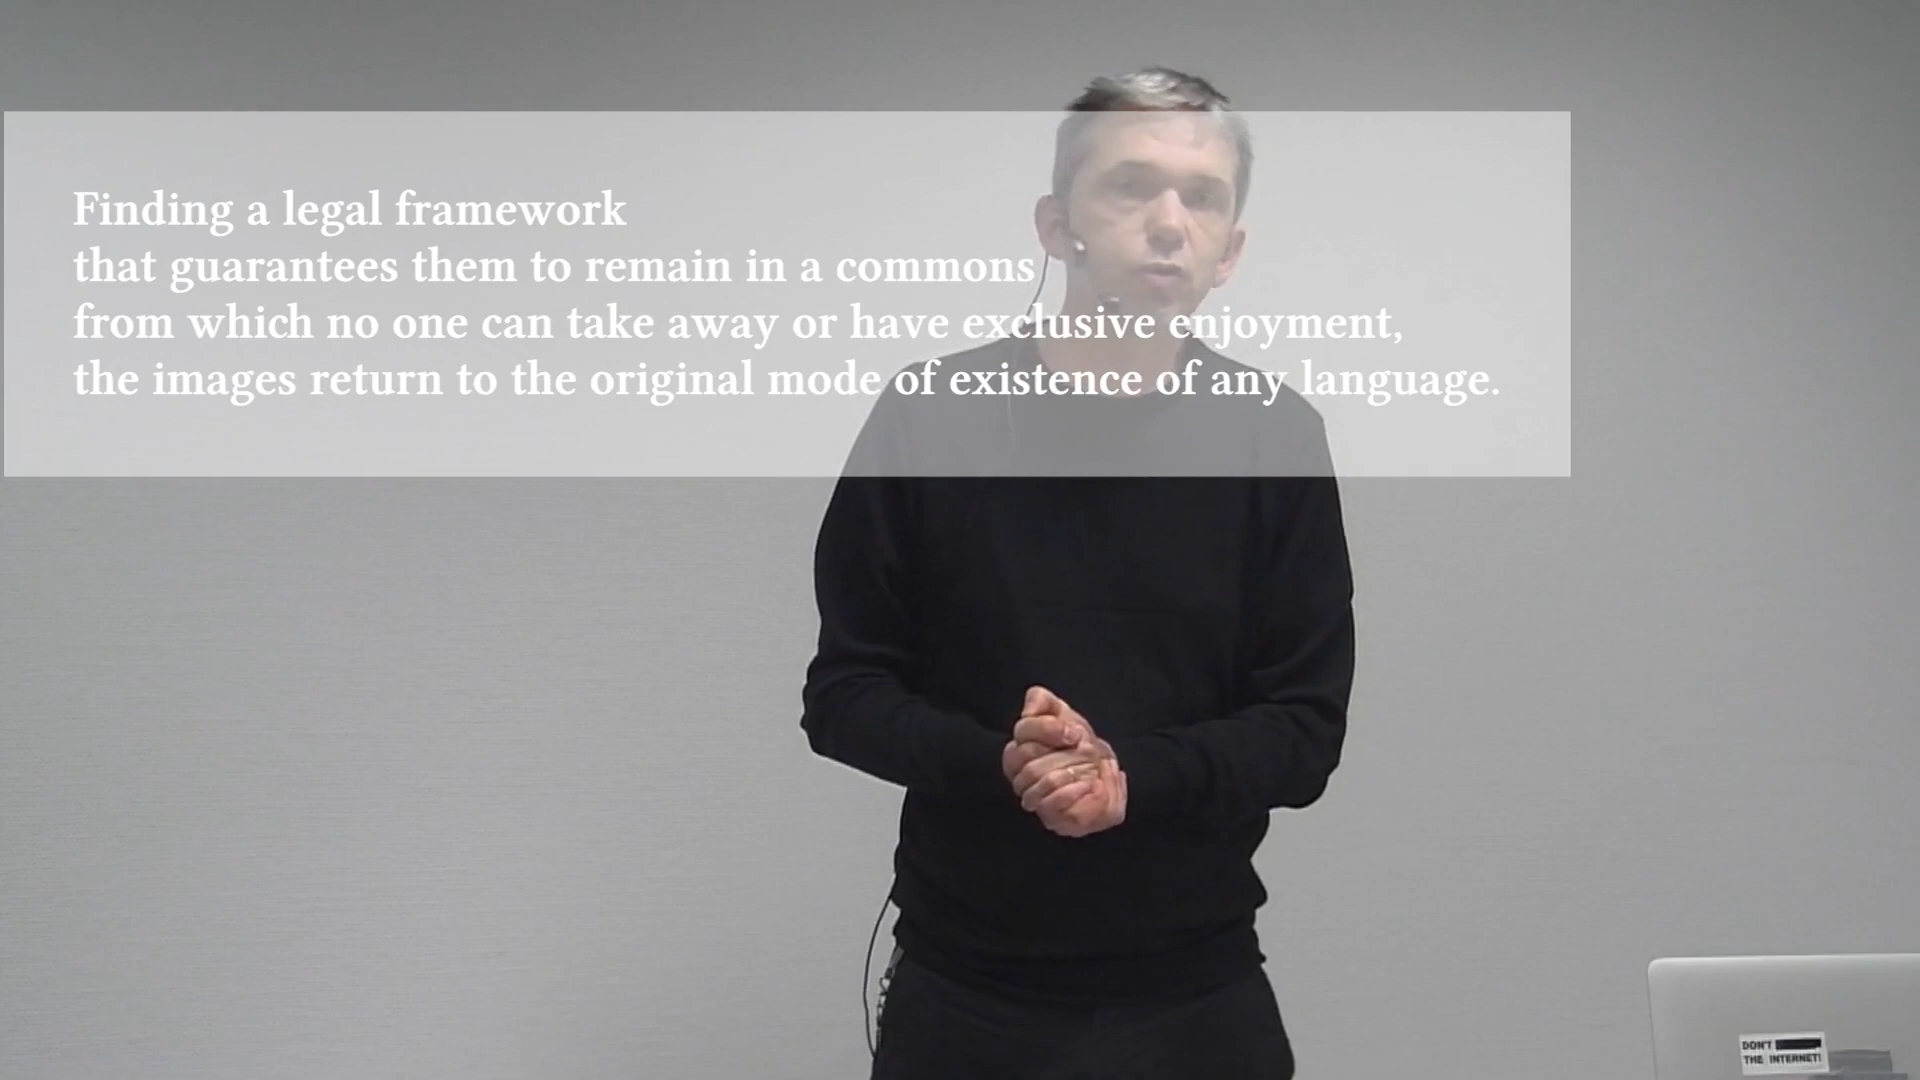 Finding a legal framework
that guarantees them to remain in a commons
from which no one can take away or have exclusive enjoyment,
the images return to the original mode of existence of any language.
DON'T
THE INTERNET!